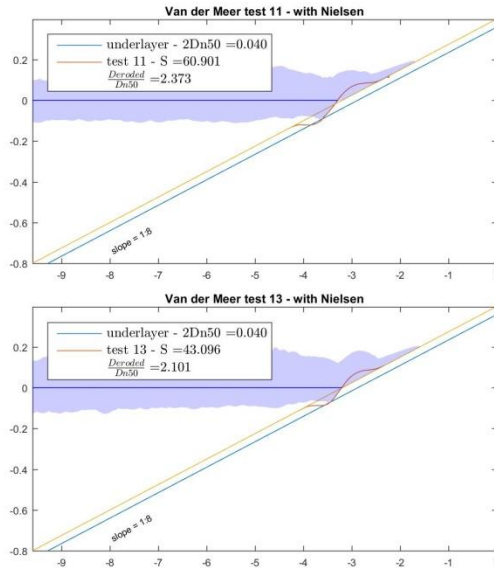 Van der Meer test 11 - with Nielsen
underlayer - 2Dn50 =0.040
test 11 - S =60.901
Deroded
Dn50
=2.373
0.2
0
-0.2
-0.4
-0.6
-0.8
slope = 1:8
-9 -8 -7 -6 -5 -4 -3 -2 -1 0
Van der Meer test 13 - with Nielsen
underlayer - 2Dn50 =0.040
test 13 - S =43.096
Deroded
Dn50
=2.101
0.2
0
-0.2
-0.4
-0.6
-0.8
slope = 1:8
-9 -8 -7 -6 -5 -4 -3 -2 -1 0